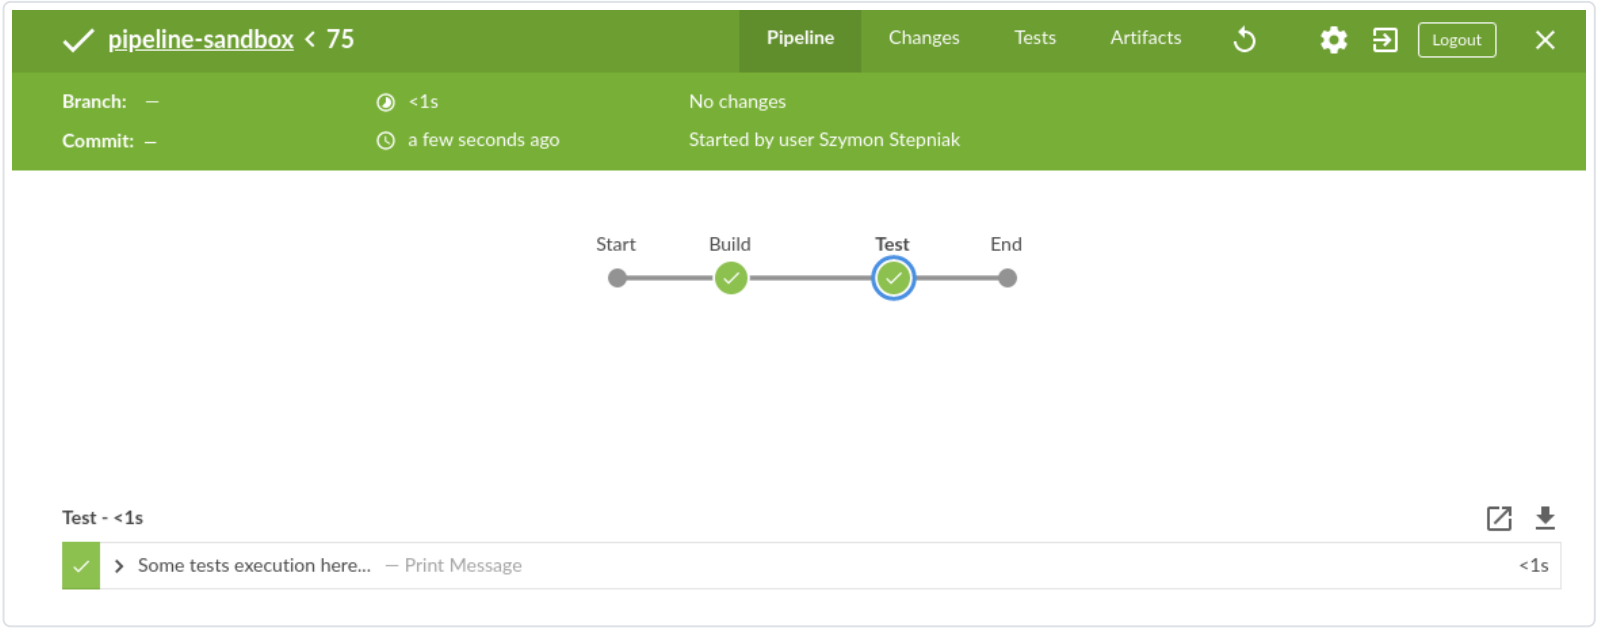 pipeline-sandbox < 75
Pipeline Changes Tests Artifacts Logout
Branch: — <1s No changes
Commit: — a few seconds ago Started by user Szymon Stepniak
Start Build Test End
Test - <1s
Some tests execution here... — Print Message <1s